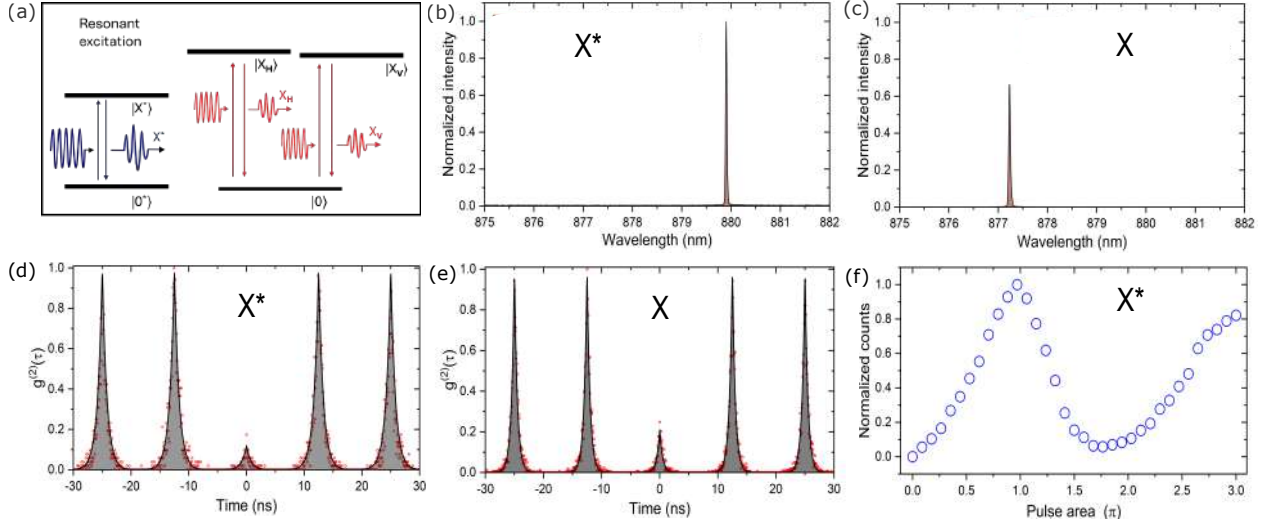 (a)
Resonant
excitation
|X_H⟩
|X_V⟩
|X*⟩
X_H
X*
X_V
|0*⟩
|0⟩
(b)
X*
Normalized intensity
1.0
0.8
0.6
0.4
0.2
0.0
875 876 877 878 879 880 881 882
Wavelength (nm)
(c)
X
Normalized intensity
1.0
0.8
0.6
0.4
0.2
0.0
875 876 877 878 879 880 881 882
Wavelength (nm)
(d)
X*
g⁽²⁾(τ)
1.0
0.8
0.6
0.4
0.2
0.0
-30 -20 -10 0 10 20 30
Time (ns)
(e)
X
g⁽²⁾(τ)
1.0
0.8
0.6
0.4
0.2
0.0
-30 -20 -10 0 10 20 30
Time (ns)
(f)
X*
Normalized counts
1.0
0.8
0.6
0.4
0.2
0.0
0.0 0.5 1.0 1.5 2.0 2.5 3.0
Pulse area (π)